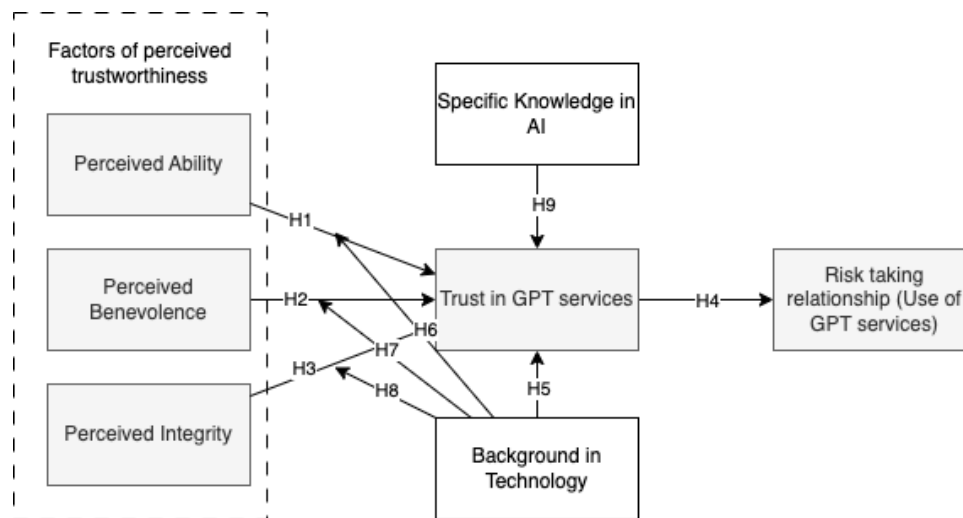 Factors of perceived
trustworthiness
Specific Knowledge in
AI
Perceived Ability
H1
H9
Perceived
Benevolence
H2
Trust in GPT services
H4
Risk taking
relationship (Use of
GPT services)
H6
H7
H3
H8
H5
Perceived Integrity
Background in
Technology